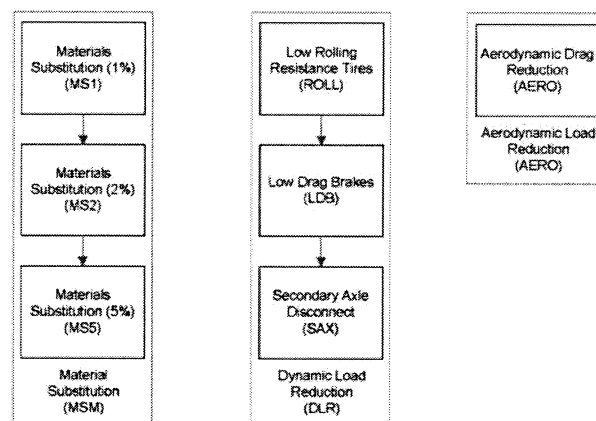 Materials
Substitution (1%)
(MS1)
Materials
Substitution (2%)
(MS2)
Materials
Substitution (5%)
(MS5)
Material
Substitution
(MSM)
Low Rolling
Resistance Tires
(ROLL)
Low Drag Brakes
(LDB)
Secondary Axle
Disconnect
(SAX)
Dynamic Load
Reduction
(DLR)
Aerodynamic Drag
Reduction
(AERO)
Aerodynamic Load
Reduction
(AERO)